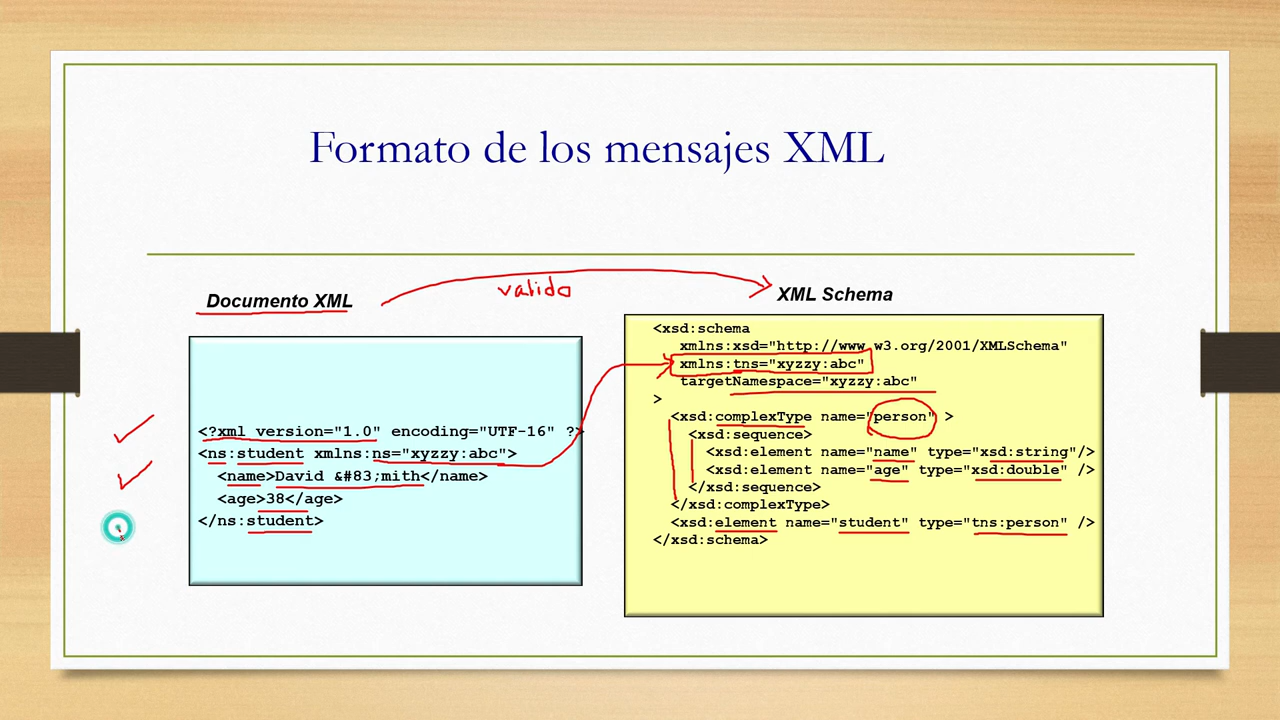 Formato de los mensajes XML
Documento XML
valido
XML Schema
<?xml version="1.0" encoding="UTF-16" ?>
<ns:student xmlns:ns="xyzzy:abc">
<name>David &#83;mith</name>
<age>38</age>
</ns:student>
<xsd:schema
xmlns:xsd="http://www.w3.org/2001/XMLSchema"
xmlns:tns="xyzzy:abc"
targetNamespace="xyzzy:abc"
>
<xsd:complexType name="person" >
<xsd:sequence>
<xsd:element name="name" type="xsd:string"/>
<xsd:element name="age" type="xsd:double" />
</xsd:sequence>
</xsd:complexType>
<xsd:element name="student" type="tns:person" />
</xsd:schema>